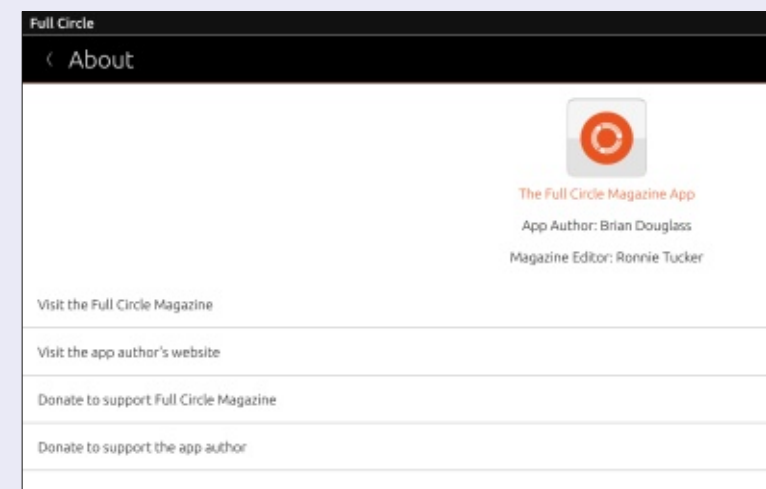 Full Circle
About
The Full Circle Magazine App
App Author: Brian Douglass
Magazine Editor: Ronnie Tucker
Visit the Full Circle Magazine
Visit the app author's website
Donate to support Full Circle Magazine
Donate to support the app author